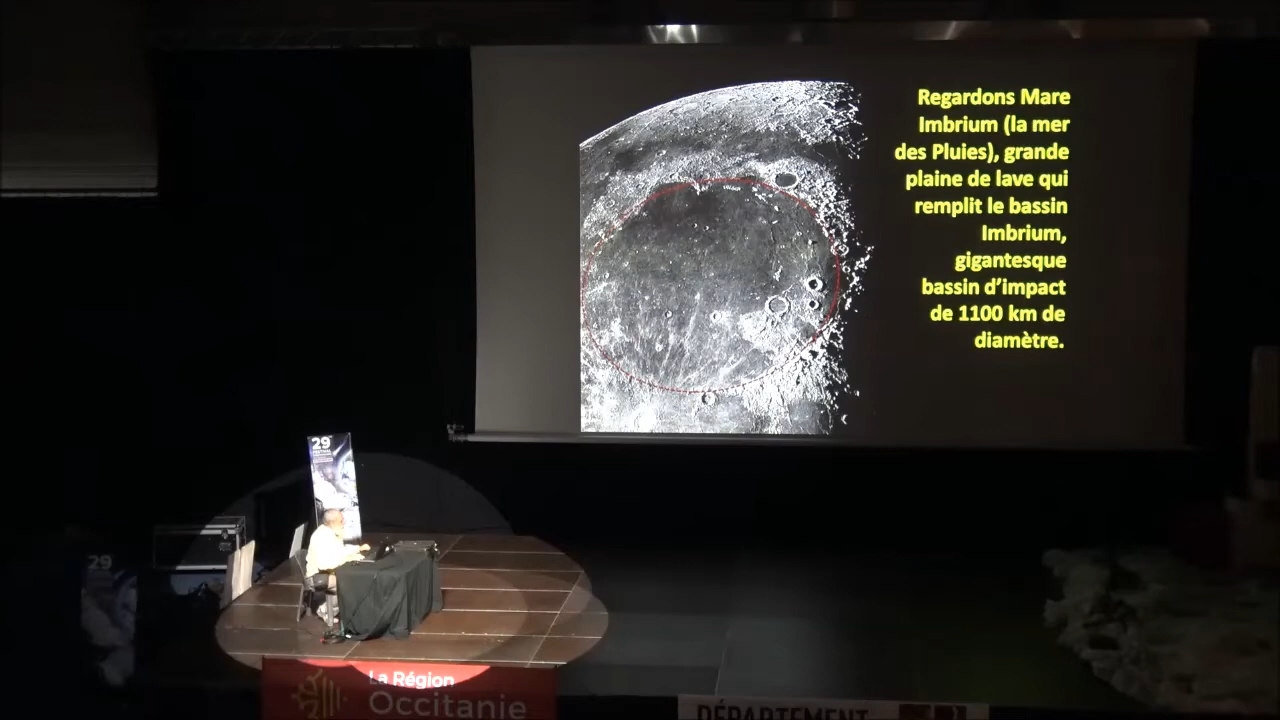 Regardons Mare
Imbrium (la mer
des Pluies), grande
plaine de lave qui
remplit le bassin
Imbrium,
gigantesque
bassin d’impact
de 1100 km de
diamètre.
29
29
La Région
Occitanie
DÉPARTEMENT